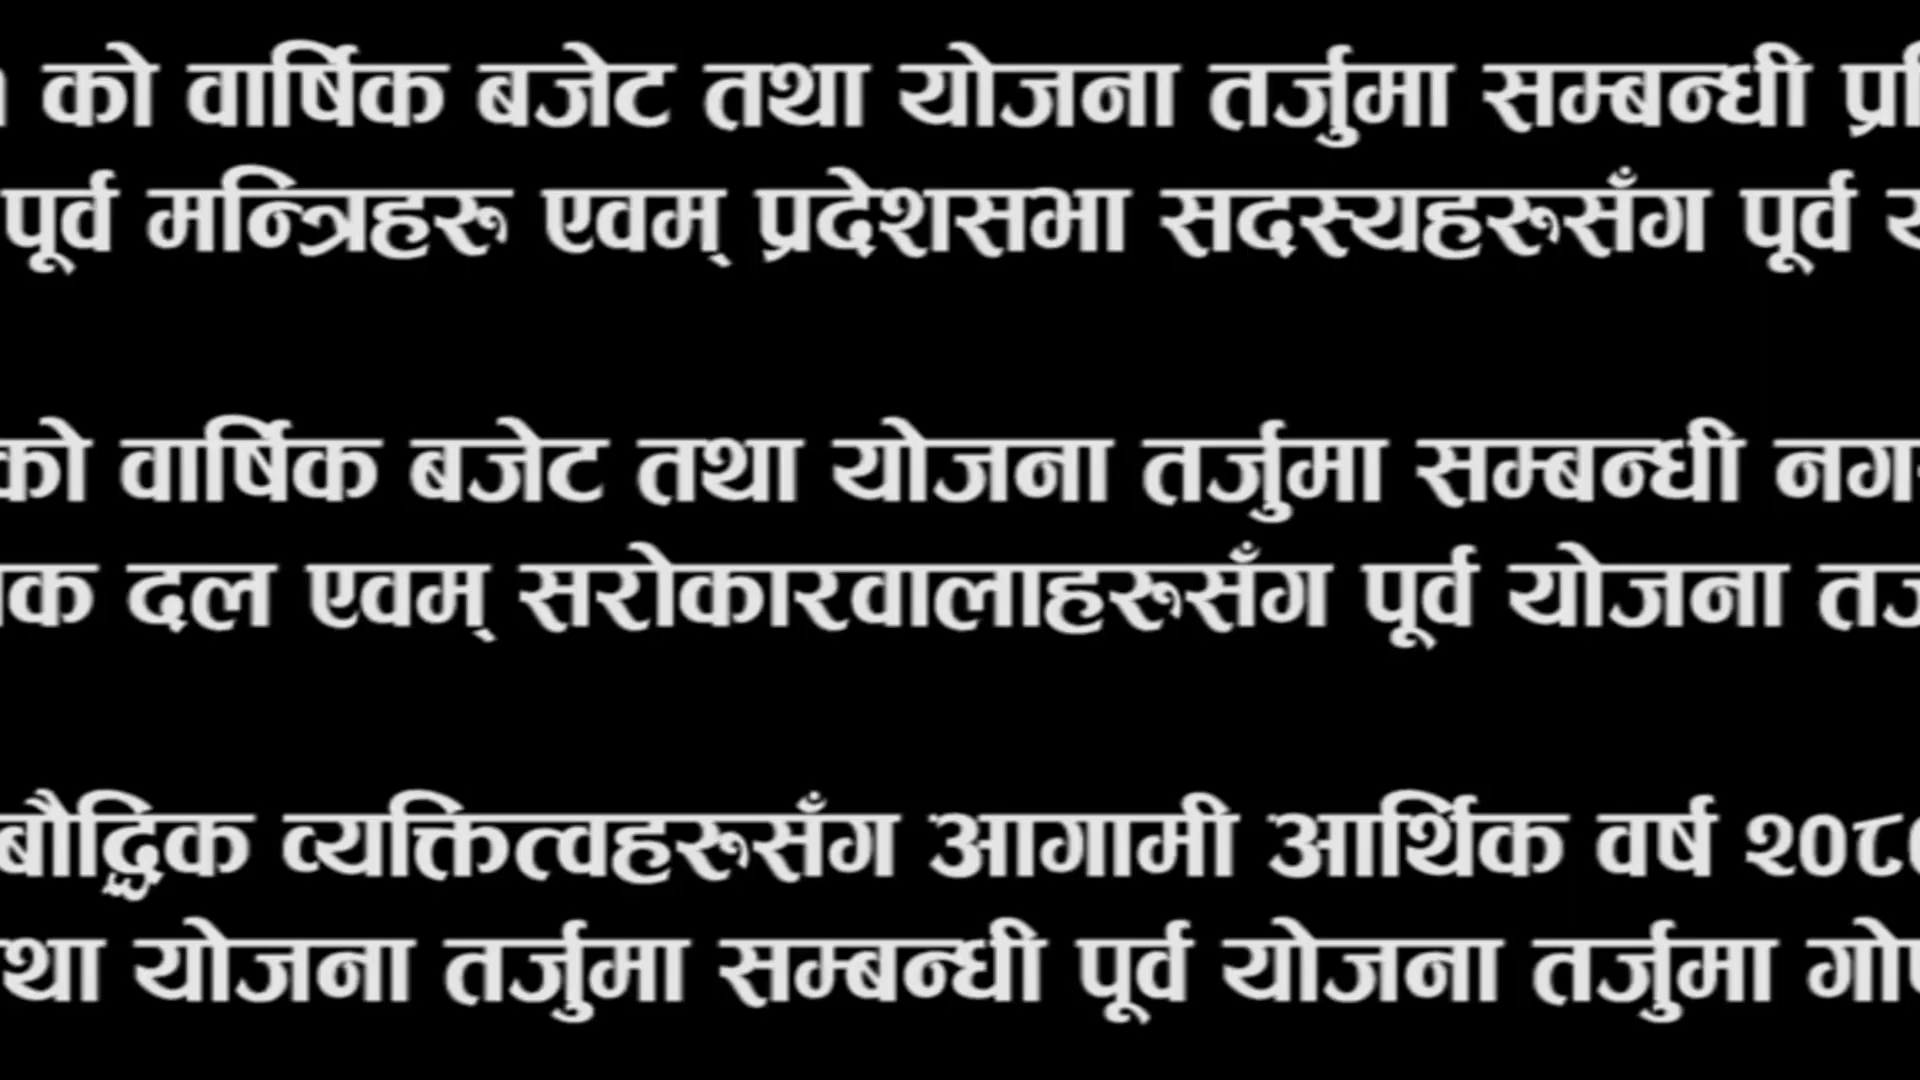 को वार्षिक बजेट तथा योजना तर्जुमा सम्बन्धी
पूर्व मन्त्रिहरु एवम् प्रदेशसभा सदस्यहरुसँग पूर्व
को वार्षिक बजेट तथा योजना तर्जुमा सम्बन्धी
दल एवम् सरोकारवालाहरुसँग पूर्व योजना
बौद्धिक व्यक्तित्वहरुसँग आगामी आर्थिक वर्ष
योजना तर्जुमा सम्बन्धी पूर्व योजना तर्जुमा